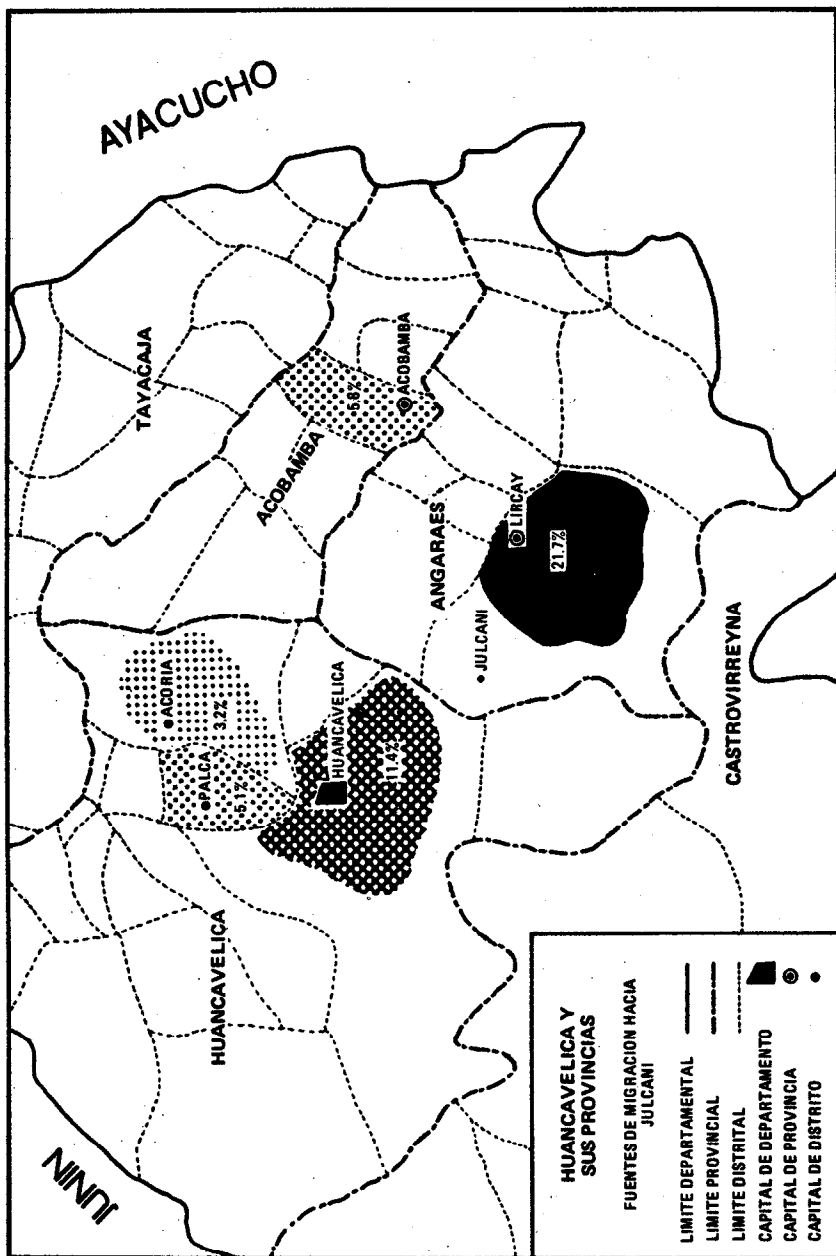 JUNIN
AYACUCHO
TAYACAJA
HUANCAVELICA
ACORIA
3.2%
PALCA
5.1%
ACOBAMBA
5.8%
ACOBAMBA
HUANCAVELICA
11.4%
ANGARAES
JULCANI
LIRCAY
21.7%
CASTROVIRREYNA
HUANCAVELICA Y
SUS PROVINCIAS
FUENTES DE MIGRACION HACIA
JULCANI
LIMITE DEPARTAMENTAL
LIMITE PROVINCIAL
LIMITE DISTRITAL
CAPITAL DE DEPARTAMENTO
CAPITAL DE PROVINCIA
CAPITAL DE DISTRITO